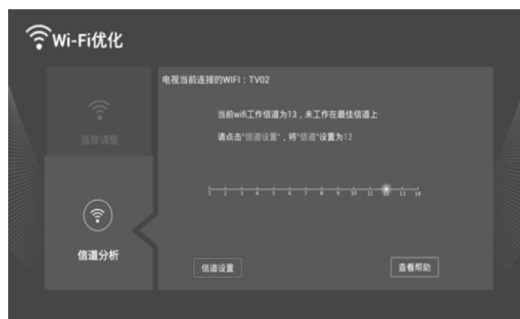 Wi-Fi优化
电视当前连接的WIFI：TV02
强度调整
当前wifi工作信道为13，未工作在最佳信道上
请点击"信道设置"，将"信道"设置为12
1 2 3 4 5 6 7 8 9 10 11 12 13 14
信道分析
信道设置 查看帮助